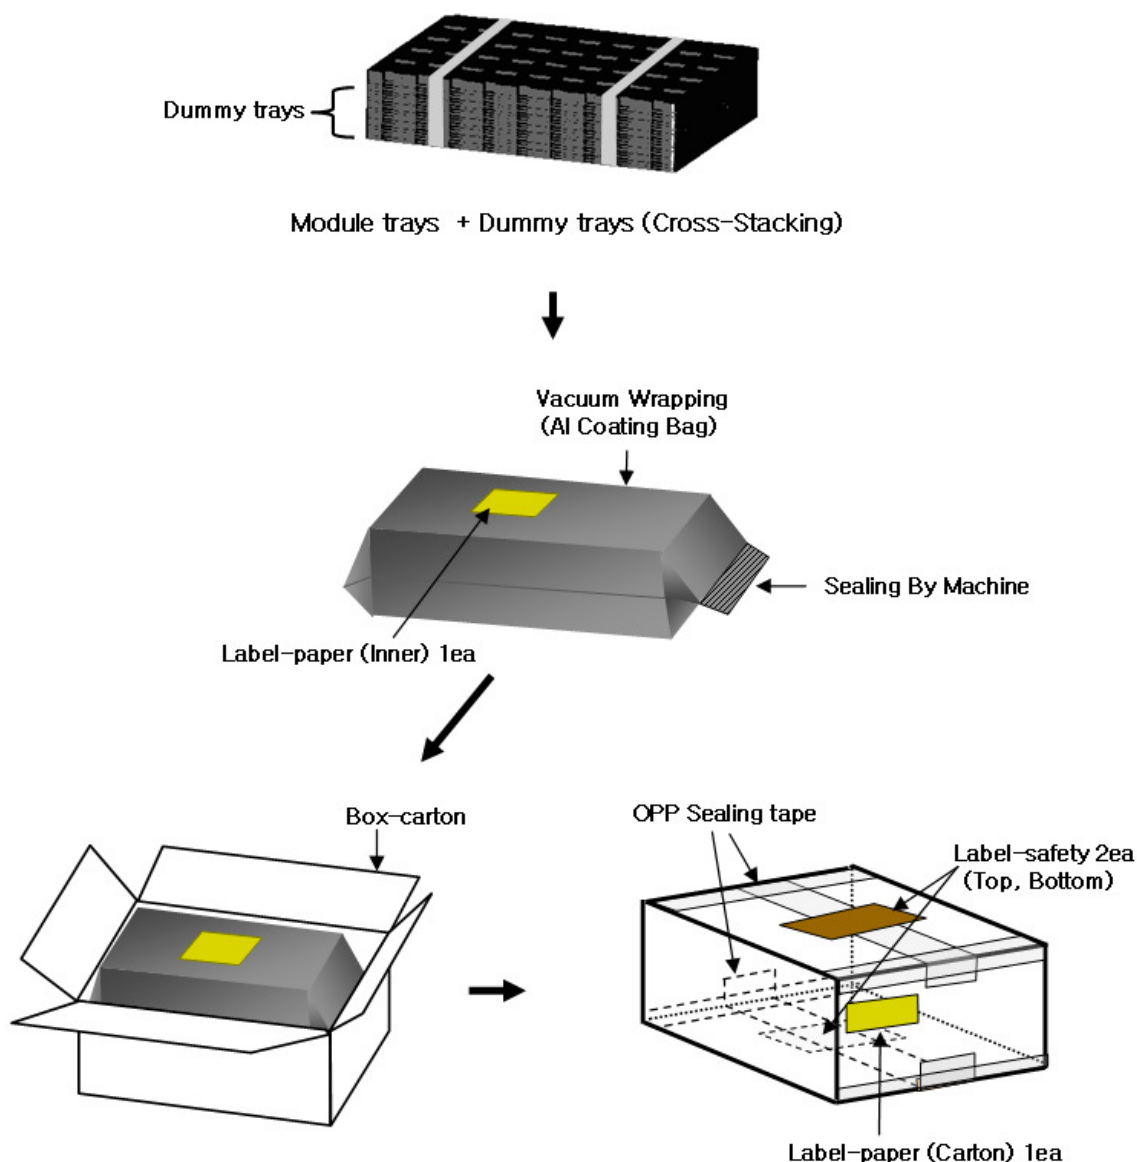 Dummy trays
Module trays + Dummy trays (Cross-Stacking)
Vacuum Wrapping
(Al Coating Bag)
Sealing By Machine
Label-paper (Inner) 1ea
Box-carton
OPP Sealing tape
Label-safety 2ea
(Top, Bottom)
Label-paper (Carton) 1ea